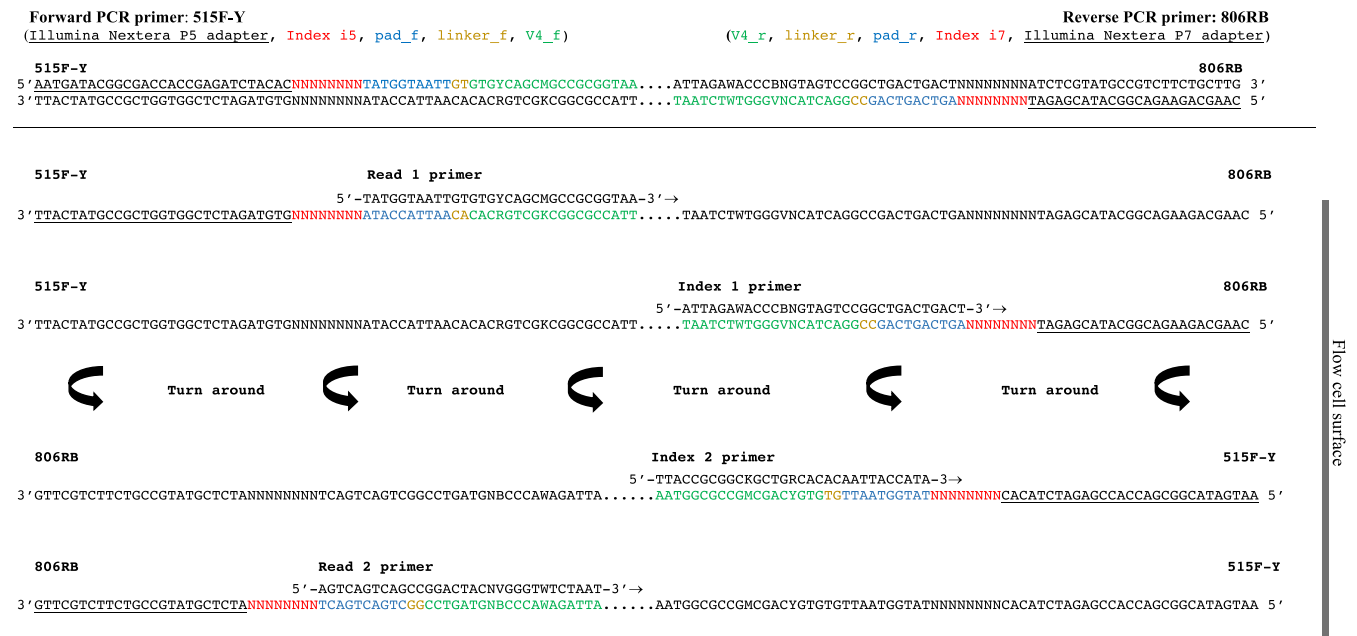 Forward PCR primer: 515F-Y
Reverse PCR primer: 806RB
(Illumina Nextera P5 adapter, Index i5, pad_f, linker_f, V4_f)
(V4_r, linker_r, pad_r, Index i7, Illumina Nextera P7 adapter)
515F-Y 806RB
5′AATGATACGGCGACCACCGAGATCTACACNNNNNNNNTATGGTAATTGTGTGYCAGCMGCCGCGGTAA....ATTAGAWACCCBNGTAGTCCGGCTGACTGACTNNNNNNNNATCTCGTATGCCGTCTTCTGCTTG 3′
3′TTACTATGCCGCTGGTGGCTCTAGATGTGNNNNNNNNATACCATTAACACACRGTCGKCGGCGCCATT....TAATCTWTGGGVNCATCAGGCCGACTGACTGANNNNNNNNTAGAGCATACGGCAGAAGACGAAC 5′
515F-Y Read 1 primer 806RB
5′-TATGGTAATTGTGTGYCAGCMGCCGCGGTAA-3′→
3′TTACTATGCCGCTGGTGGCTCTAGATGTGNNNNNNNNATACCATTAACACACRGTCGKCGGCGCCATT.....TAATCTWTGGGVNCATCAGGCCGACTGACTGANNNNNNNNTAGAGCATACGGCAGAAGACGAAC 5′
515F-Y Index 1 primer 806RB
5′-ATTAGAWACCCBNGTAGTCCGGCTGACTGACT-3′→
3′TTACTATGCCGCTGGTGGCTCTAGATGTGNNNNNNNNATACCATTAACACACRGTCGKCGGCGCCATT.....TAATCTWTGGGVNCATCAGGCCGACTGACTGANNNNNNNNTAGAGCATACGGCAGAAGACGAAC 5′
Turn around Turn around Turn around Turn around
Flow cell surface
806RB Index 2 primer 515F-Y
5′-TTACCGCGGCKGCTGRCACACAATTACCATA-3→
3′GTTCGTCTTCTGCCGTATGCTCTANNNNNNNNTCAGTCAGTCGGCCTGATGNBCCCAWAGATTA......AATGGCGCCGMCGACYGTGTGTTAATGGTATNNNNNNNNCACATCTAGAGCCACCAGCGGCATAGTAA 5′
806RB Read 2 primer 515F-Y
5′-AGTCAGTCAGCCGGACTACNVGGGTWTCTAAT-3′→
3′GTTCGTCTTCTGCCGTATGCTCTANNNNNNNNTCAGTCAGTCGGCCTGATGNBCCCAWAGATTA......AATGGCGCCGMCGACYGTGTGTTAATGGTATNNNNNNNNCACATCTAGAGCCACCAGCGGCATAGTAA 5′